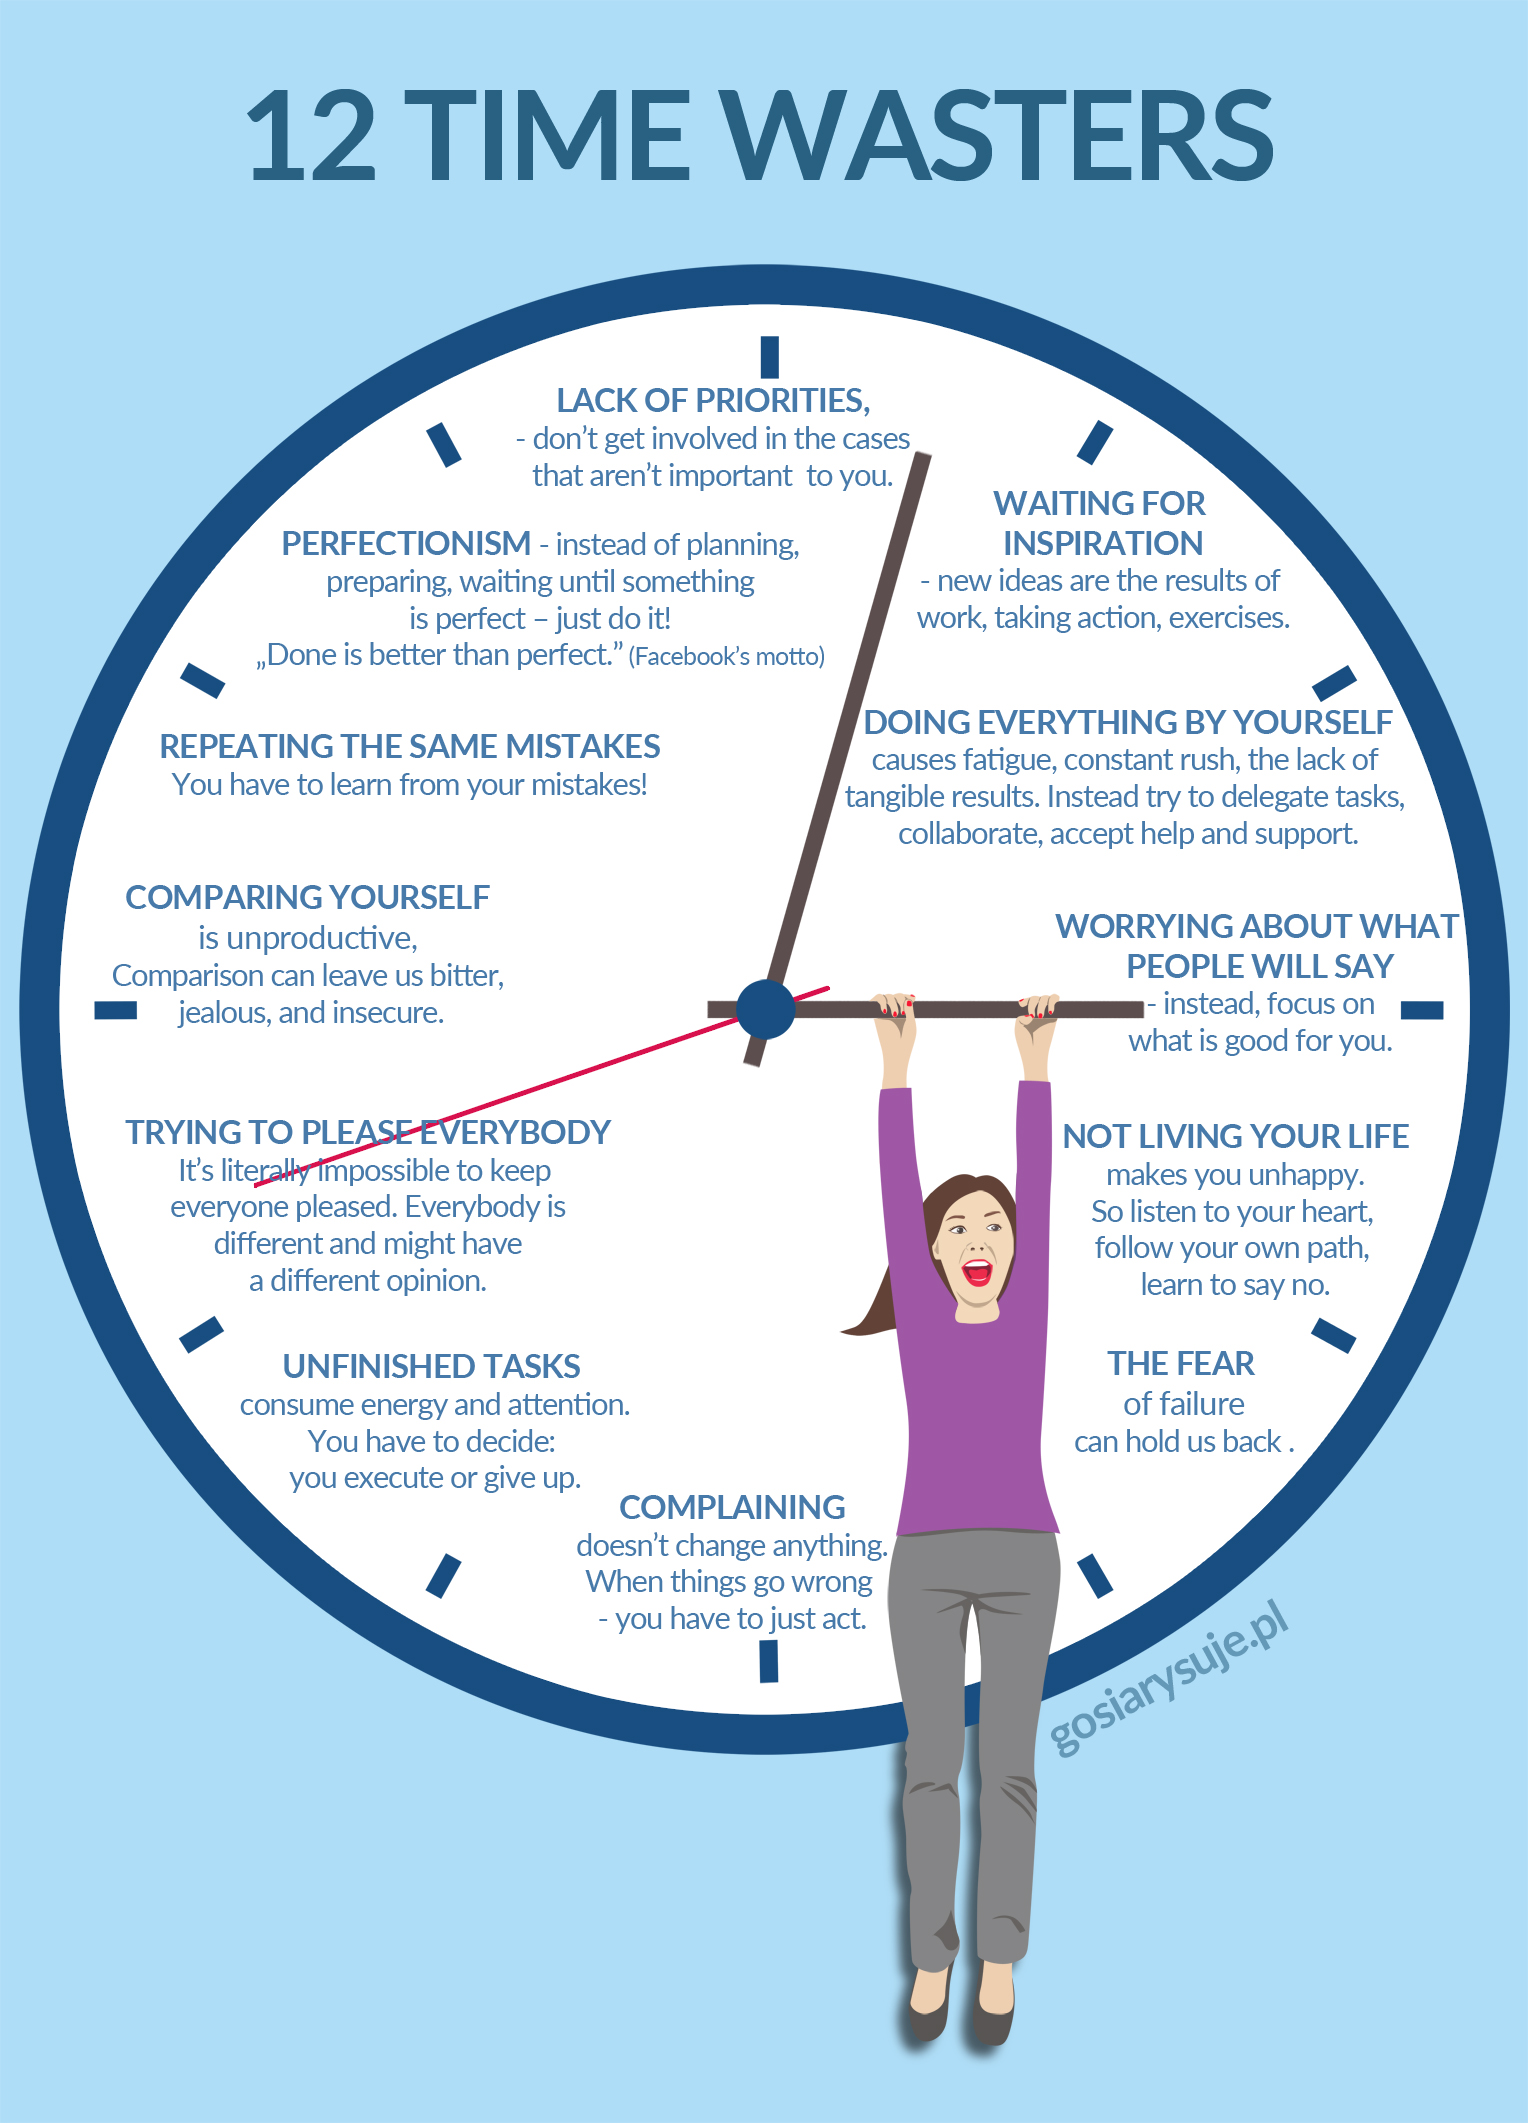 12 TIME WASTERS
LACK OF PRIORITIES,
- don't get involved in the cases
that aren't important to you.
WAITING FOR
INSPIRATION
- new ideas are the results of
work, taking action, exercises.
DOING EVERYTHING BY YOURSELF
causes fatigue, constant rush, the lack of
tangible results. Instead try to delegate tasks,
collaborate, accept help and support.
WORRYING ABOUT WHAT
PEOPLE WILL SAY
- instead, focus on
what is good for you.
NOT LIVING YOUR LIFE
makes you unhappy.
So listen to your heart,
follow your own path,
learn to say no.
THE FEAR
of failure
can hold us back .
COMPLAINING
doesn't change anything.
When things go wrong
- you have to just act.
UNFINISHED TASKS
consume energy and attention.
You have to decide:
you execute or give up.
TRYING TO PLEASE EVERYBODY
It's literally impossible to keep
everyone pleased. Everybody is
different and might have
a different opinion.
COMPARING YOURSELF
is unproductive,
Comparison can leave us bitter,
jealous, and insecure.
REPEATING THE SAME MISTAKES
You have to learn from your mistakes!
PERFECTIONISM - instead of planning,
preparing, waiting until something
is perfect – just do it!
„Done is better than perfect.” (Facebook's motto)
gosiarysuje.pl